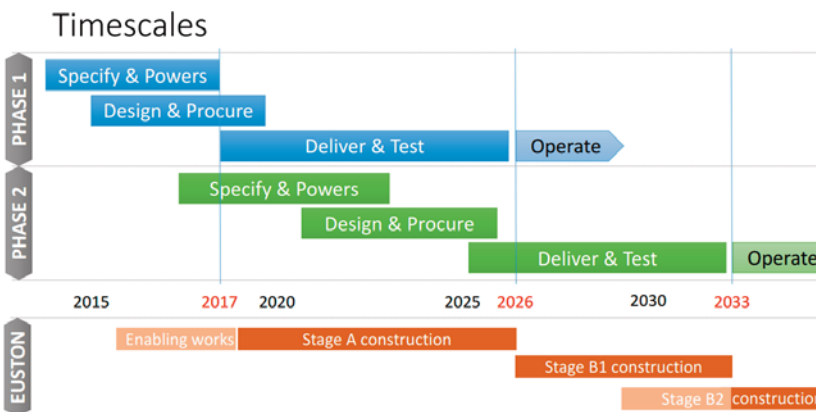 Timescales
PHASE 1
Specify & Powers
Design & Procure
Deliver & Test
Operate
PHASE 2
Specify & Powers
Design & Procure
Deliver & Test
Operate
2015 2017 2020 2025 2026 2030 2033
EUSTON
Enabling works
Stage A construction
Stage B1 construction
Stage B2 construction